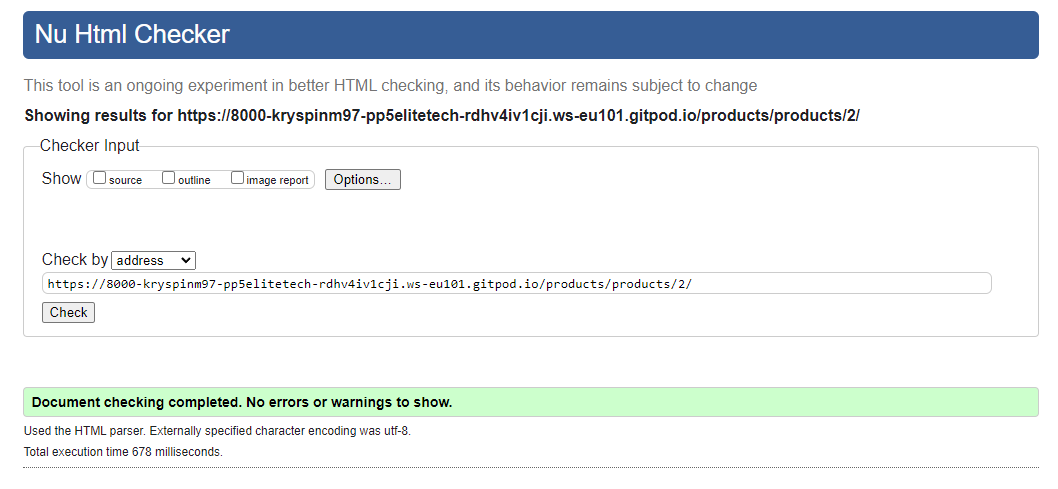 Nu Html Checker
This tool is an ongoing experiment in better HTML checking, and its behavior remains subject to change
Showing results for https://8000-kryspinm97-pp5elitetech-rdhv4iv1cji.ws-eu101.gitpod.io/products/products/2/
Checker Input
Show source outline image report Options...
Check by address
https://8000-kryspinm97-pp5elitetech-rdhv4iv1cji.ws-eu101.gitpod.io/products/products/2/
Check
Document checking completed. No errors or warnings to show.
Used the HTML parser. Externally specified character encoding was utf-8.
Total execution time 678 milliseconds.